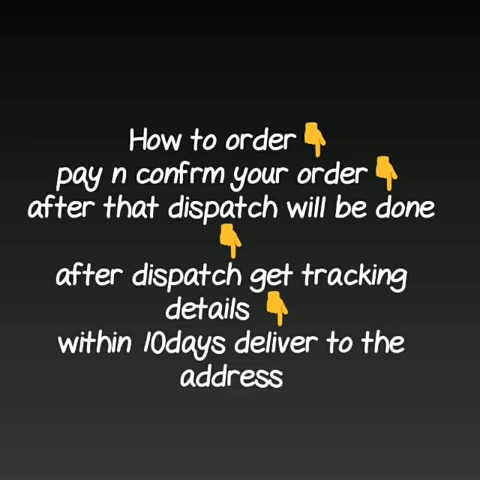 How to order👇
pay n confrm your order👇
after that dispatch will be done
👇
after dispatch get tracking
details 👇
within 10days deliver to the
address